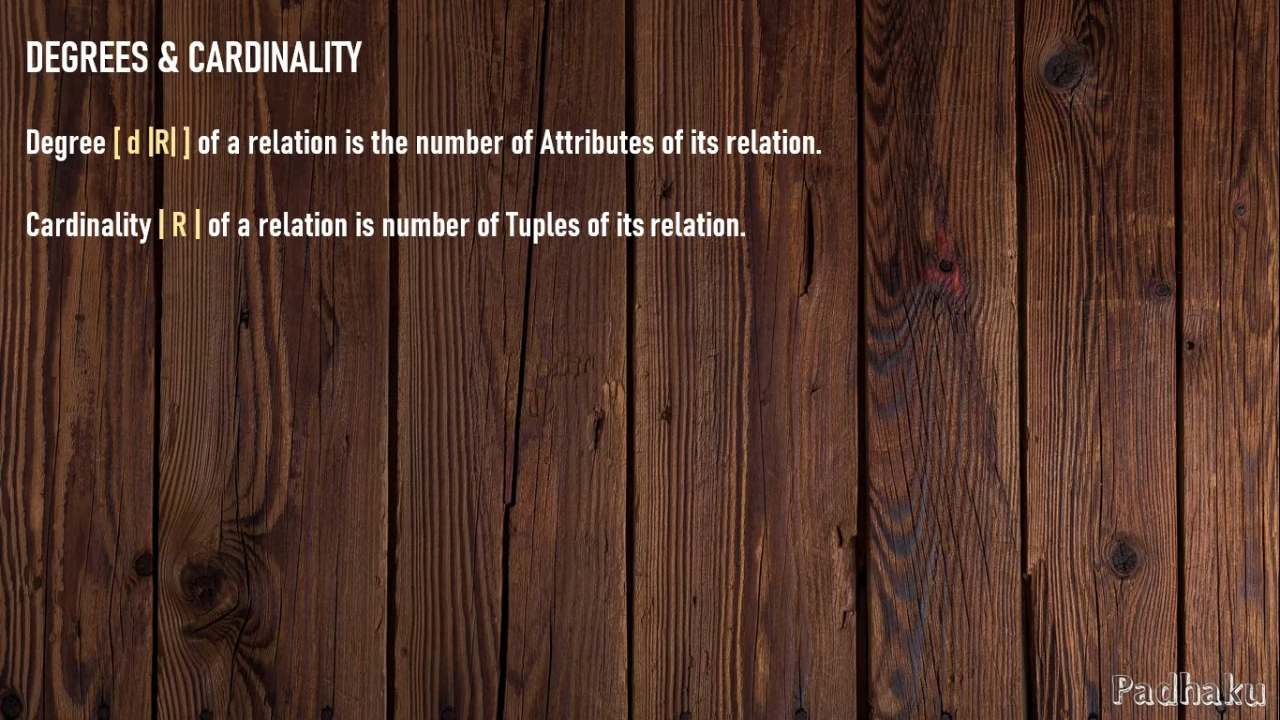 DEGREES & CARDINALITY
Degree [ d |R| ] of a relation is the number of Attributes of its relation.
Cardinality | R | of a relation is number of Tuples of its relation.
Padhaku